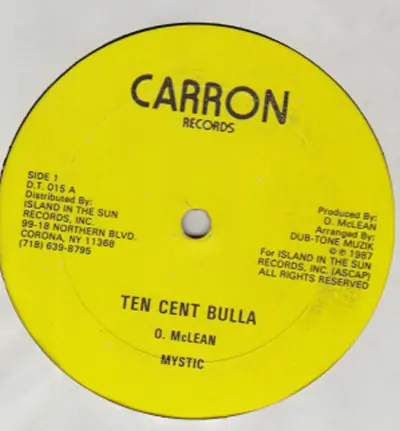 CARRON
RECORDS
SIDE 1
D.T. 015 A
Distributed By:
ISLAND IN THE SUN
RECORDS, INC.
99-18 NORTHERN BLVD.
CORONA, NY 11368
(718) 639-8795
Produced By:
O. McLEAN
Arranged By:
DUB-TONE MUZIK
© ℗ 1987
For ISLAND IN THE SUN
RECORDS, INC. (ASCAP)
ALL RIGHTS RESERVED
TEN CENT BULLA
O. McLEAN
MYSTIC